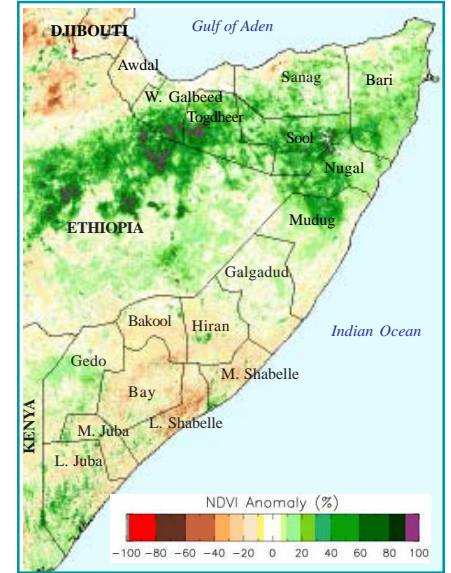 DJIBOUTI
Gulf of Aden
Awdal
Sanag
Bari
W. Galbeed
Togdheer
Sool
Nugal
Mudug
ETHIOPIA
Galgadud
Bakool
Hiran
Indian Ocean
Gedo
M. Shabelle
Bay
L. Shabelle
KENYA
M. Juba
L. Juba
NDVI Anomaly (%)
-100 -80 -60 -40 -20 0 20 40 60 80 100